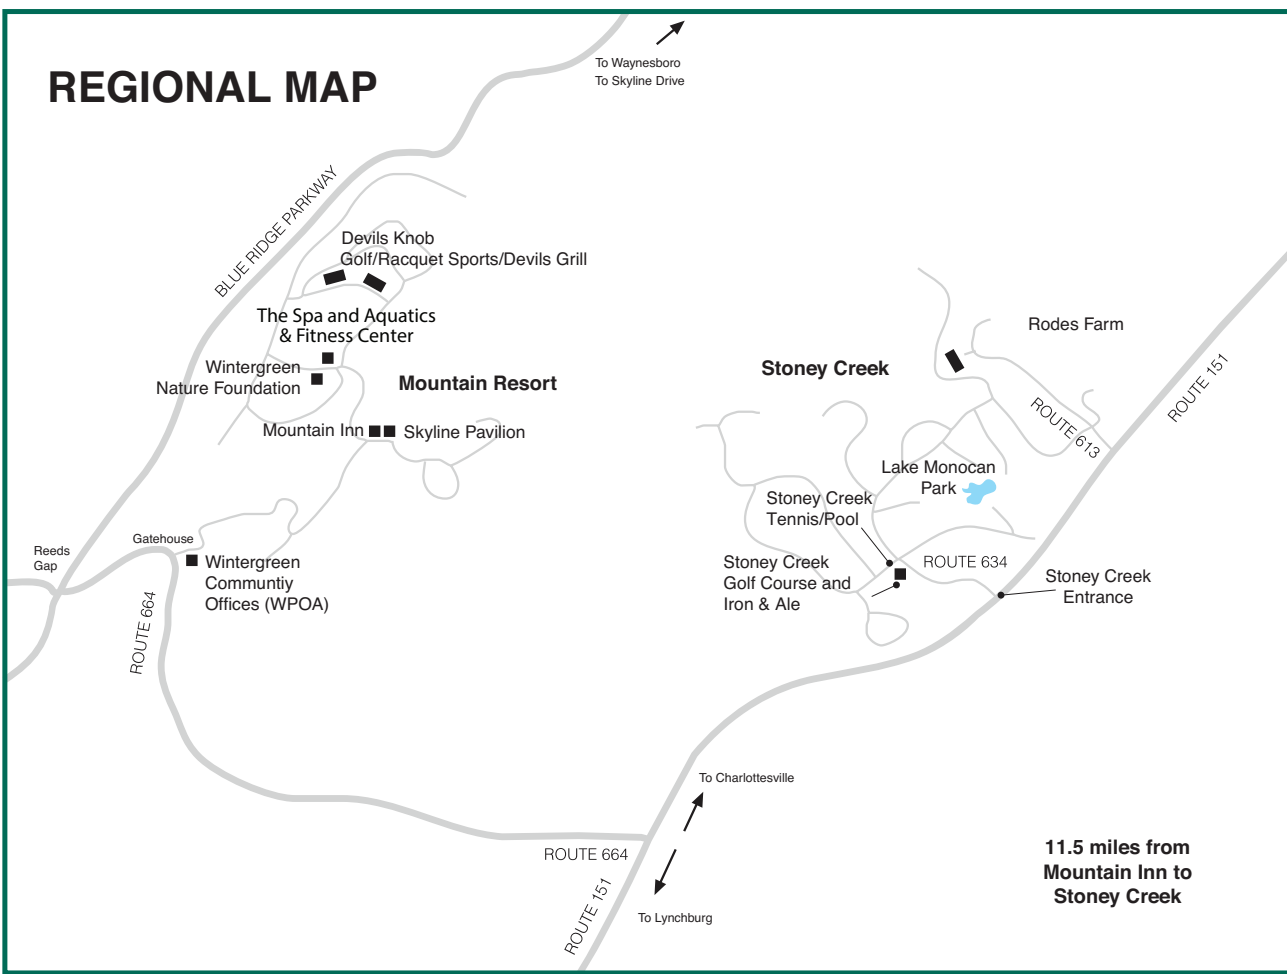 REGIONAL MAP
To Waynesboro
To Skyline Drive
BLUE RIDGE PARKWAY
Devils Knob
Golf/Racquet Sports/Devils Grill
The Spa and Aquatics
& Fitness Center
Wintergreen
Nature Foundation
Mountain Resort
Mountain Inn
Skyline Pavilion
Reeds
Gap
Gatehouse
Wintergreen
Communtiy
Offices (WPOA)
ROUTE 664
Stoney Creek
Rodes Farm
ROUTE 151
ROUTE 613
Lake Monocan
Park
Stoney Creek
Tennis/Pool
Stoney Creek
Golf Course and
Iron & Ale
ROUTE 634
Stoney Creek
Entrance
To Charlottesville
ROUTE 664
ROUTE 151
To Lynchburg
11.5 miles from
Mountain Inn to
Stoney Creek